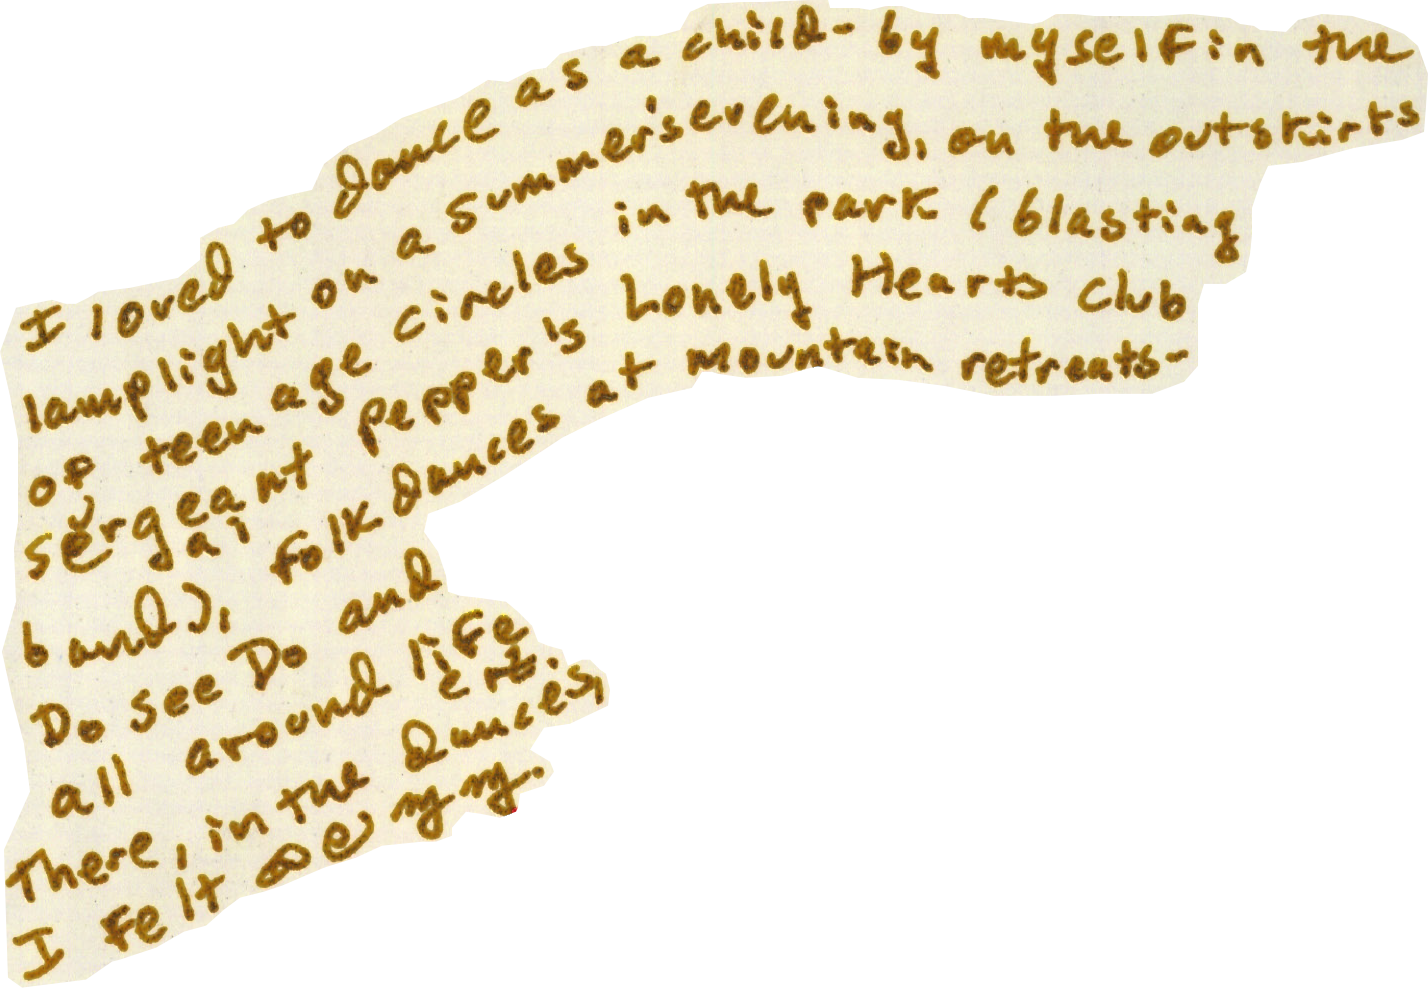 I loved to dance as a child- by myself in the
lamplight on a summer's evening, on the outskirts
of teen age circles in the park (blasting
sergeant pepper's Lonely Hearts club
band), folk dances at mountain retreats-
Do see Do and
all around life
There, in the dances,
I felt